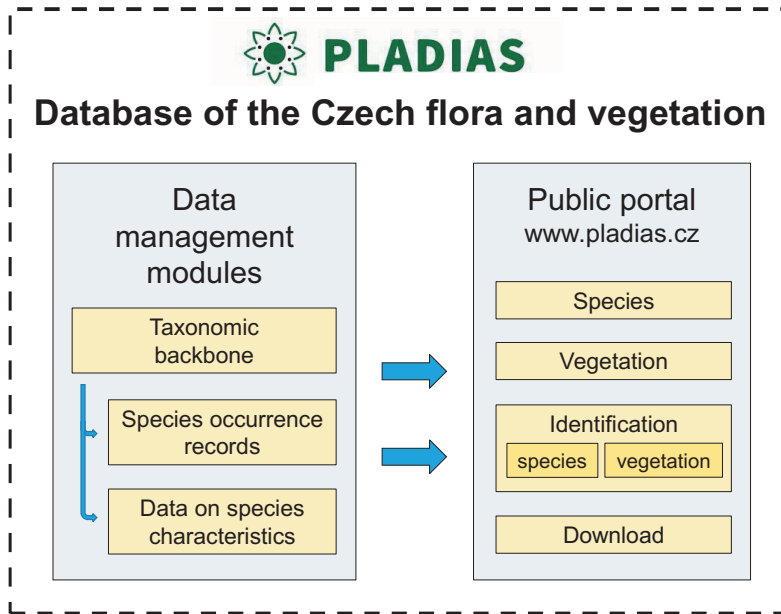 PLADIAS
Database of the Czech flora and vegetation
Data
management
modules
Taxonomic
backbone
Species occurrence
records
Data on species
characteristics
Public portal
www.pladias.cz
Species
Vegetation
Identification
species
vegetation
Download